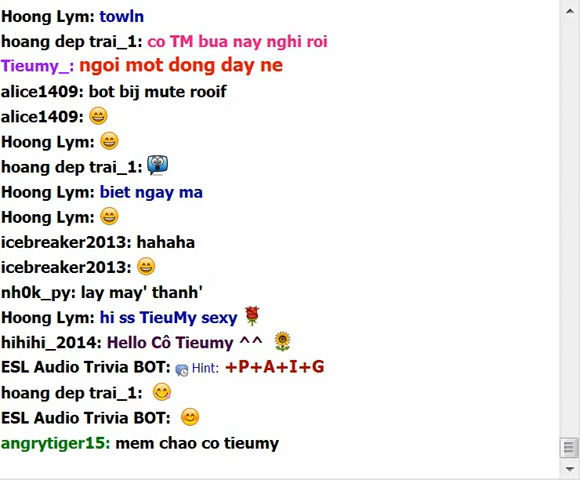 Hoong Lym: towln
hoang dep trai_1: co TM bua nay nghi roi
Tieumy_: ngoi mot dong day ne
alice1409: bot bij mute rooif
alice1409:
Hoong Lym:
hoang dep trai_1:
Hoong Lym: biet ngay ma
Hoong Lym:
icebreaker2013: hahaha
icebreaker2013:
nh0k_py: lay may' thanh'
Hoong Lym: hi ss TieuMy sexy
hihihi_2014: Hello Cô Tieumy ^^
ESL Audio Trivia BOT: Hint: +P+A+I+G
hoang dep trai_1:
ESL Audio Trivia BOT:
angrytiger15: mem chao co tieumy